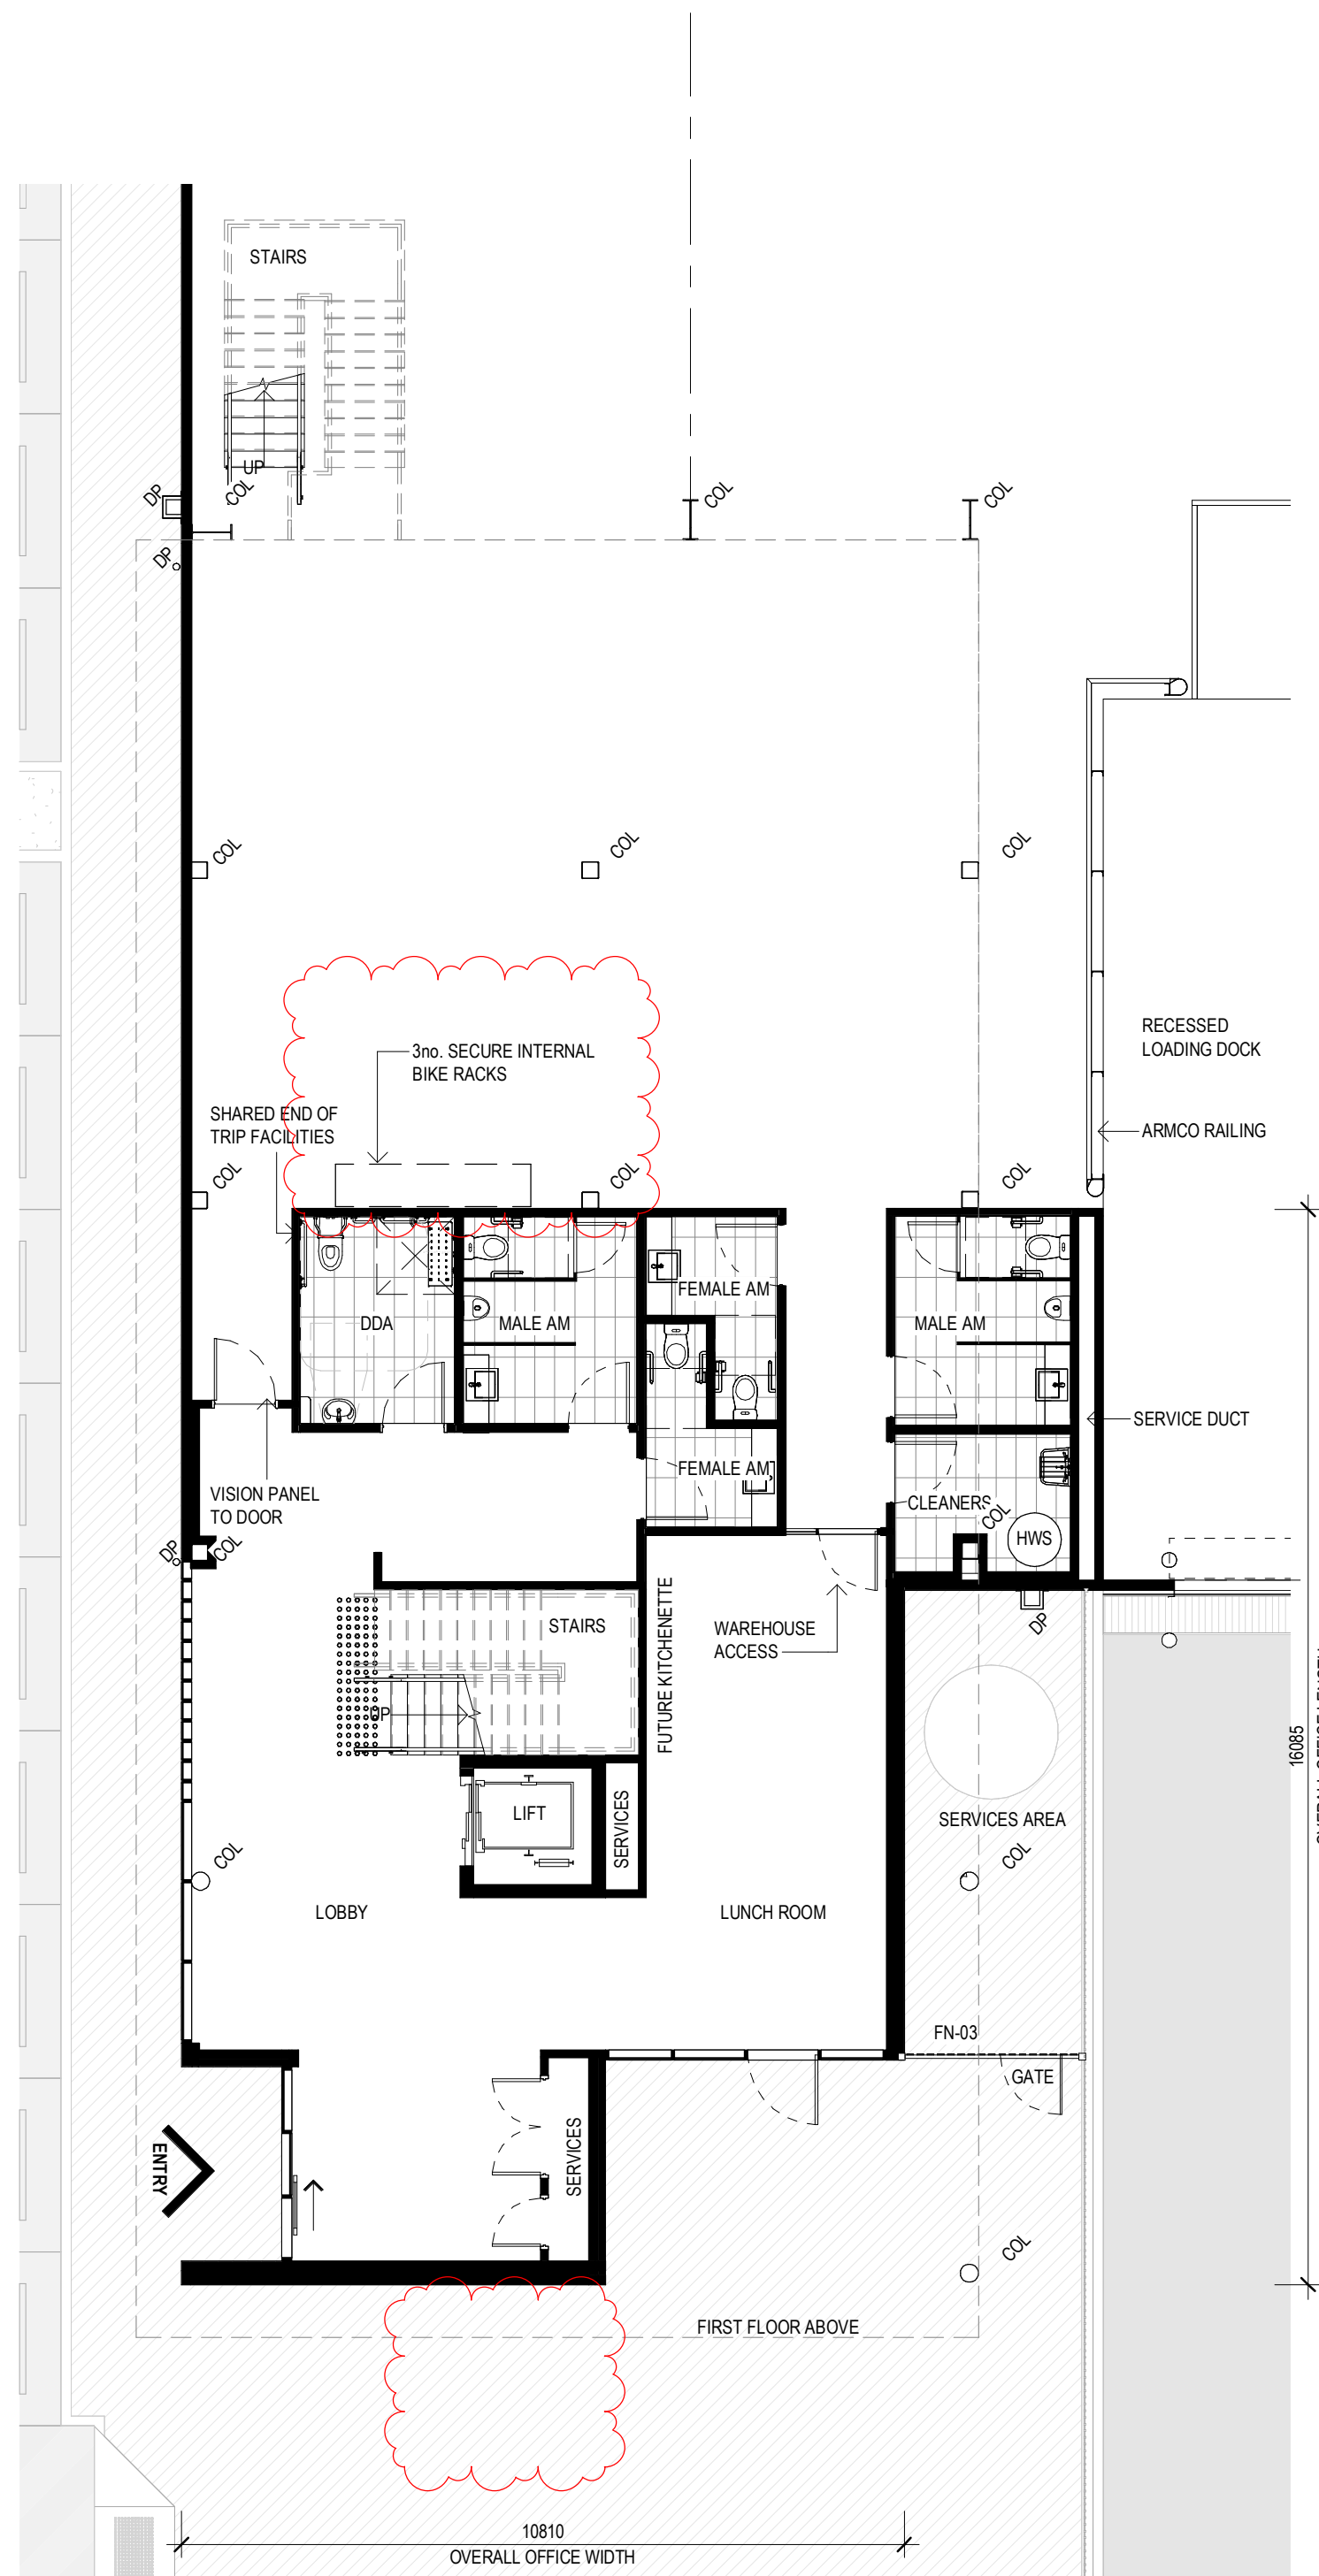 STAIRS
UP
COL
DP
COL
COL
DP
COL
COL
COL
3no. SECURE INTERNAL
BIKE RACKS
RECESSED
LOADING DOCK
SHARED END OF
TRIP FACILITIES
ARMCO RAILING
COL
COL
COL
FEMALE AM
DDA
MALE AM
MALE AM
SERVICE DUCT
FEMALE AM
VISION PANEL
TO DOOR
CLEANERS
COL
HWS
DP
COL
STAIRS
FUTURE KITCHENETTE
WAREHOUSE
ACCESS
DP
UP
16085
LIFT
SERVICES
SERVICES AREA
COL
COL
LOBBY
LUNCH ROOM
FN-03
GATE
ENTRY
SERVICES
COL
FIRST FLOOR ABOVE
10810
OVERALL OFFICE WIDTH